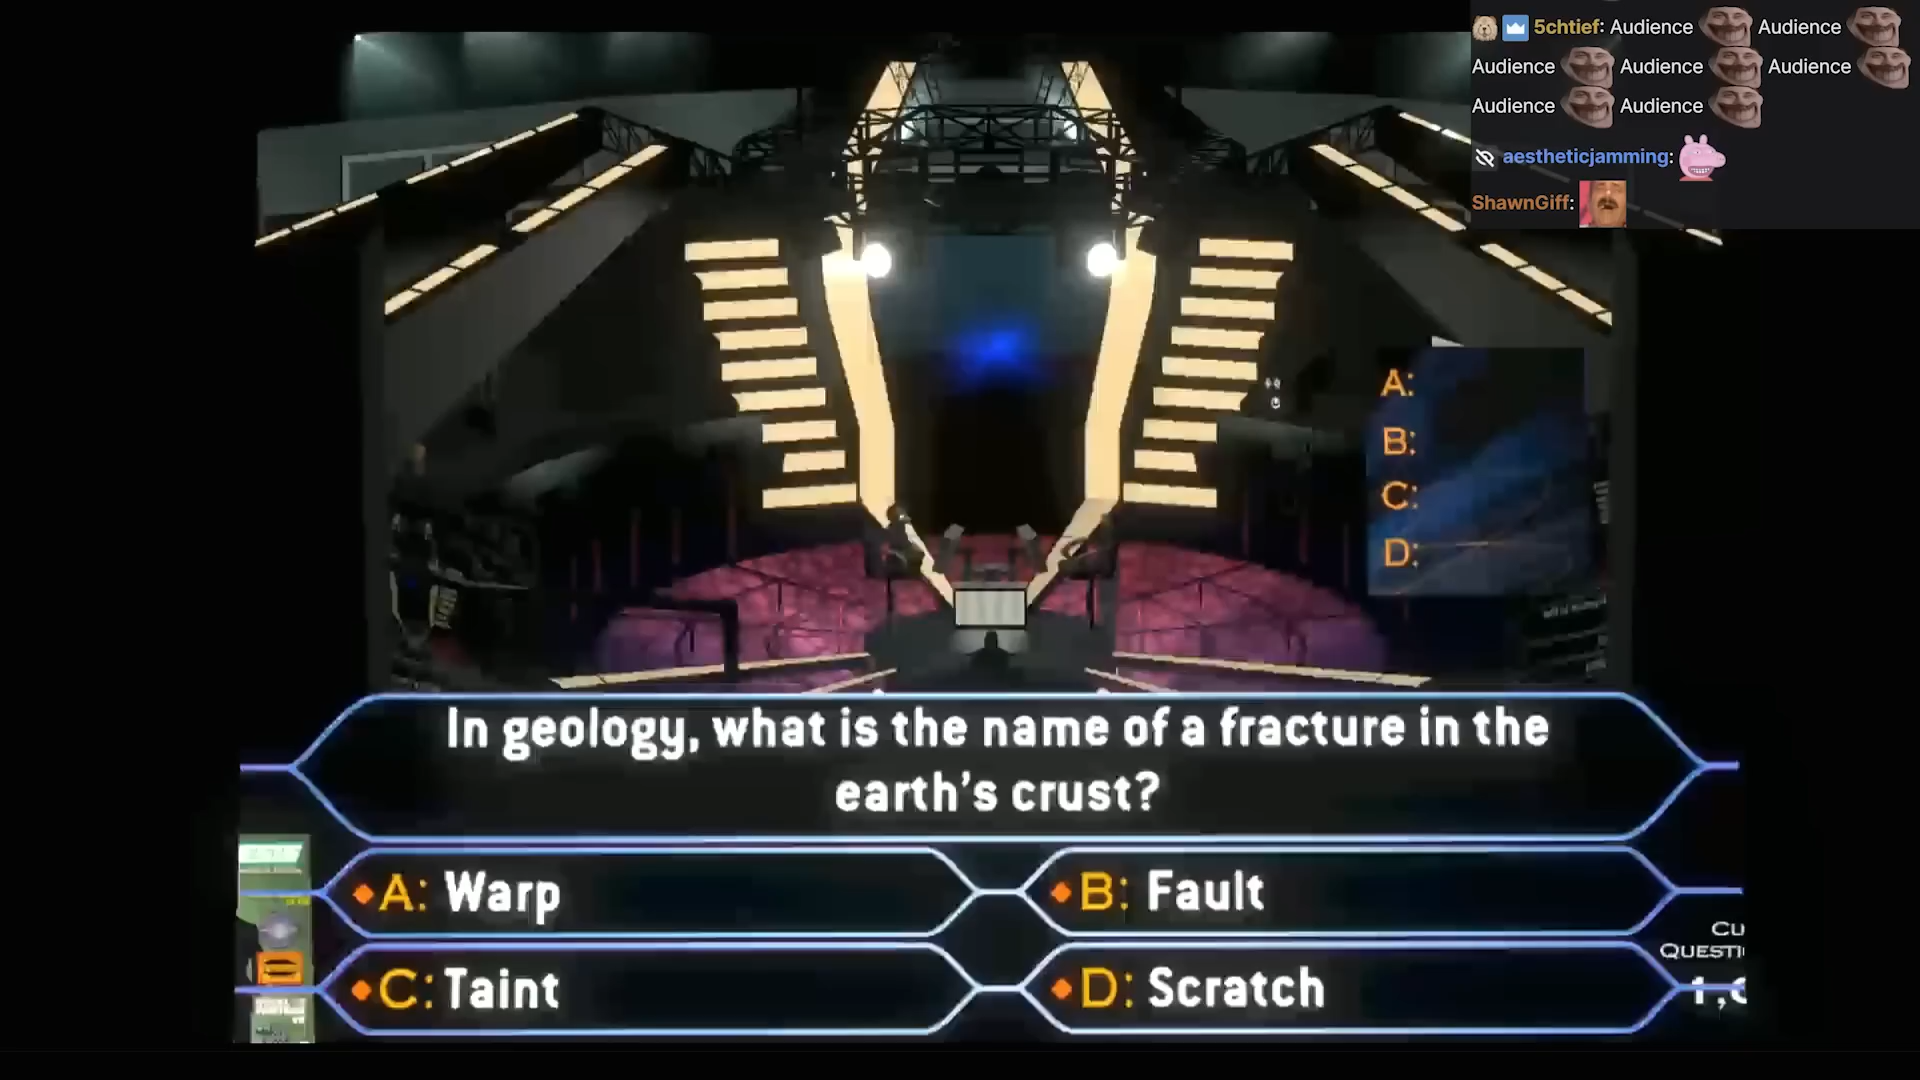 5chtief: Audience Audience
Audience Audience Audience
Audience Audience
aestheticjamming:
ShawnGiff:
A:
B:
C:
D:
In geology, what is the name of a fracture in the
earth's crust?
A: Warp
B: Fault
C: Taint
D: Scratch